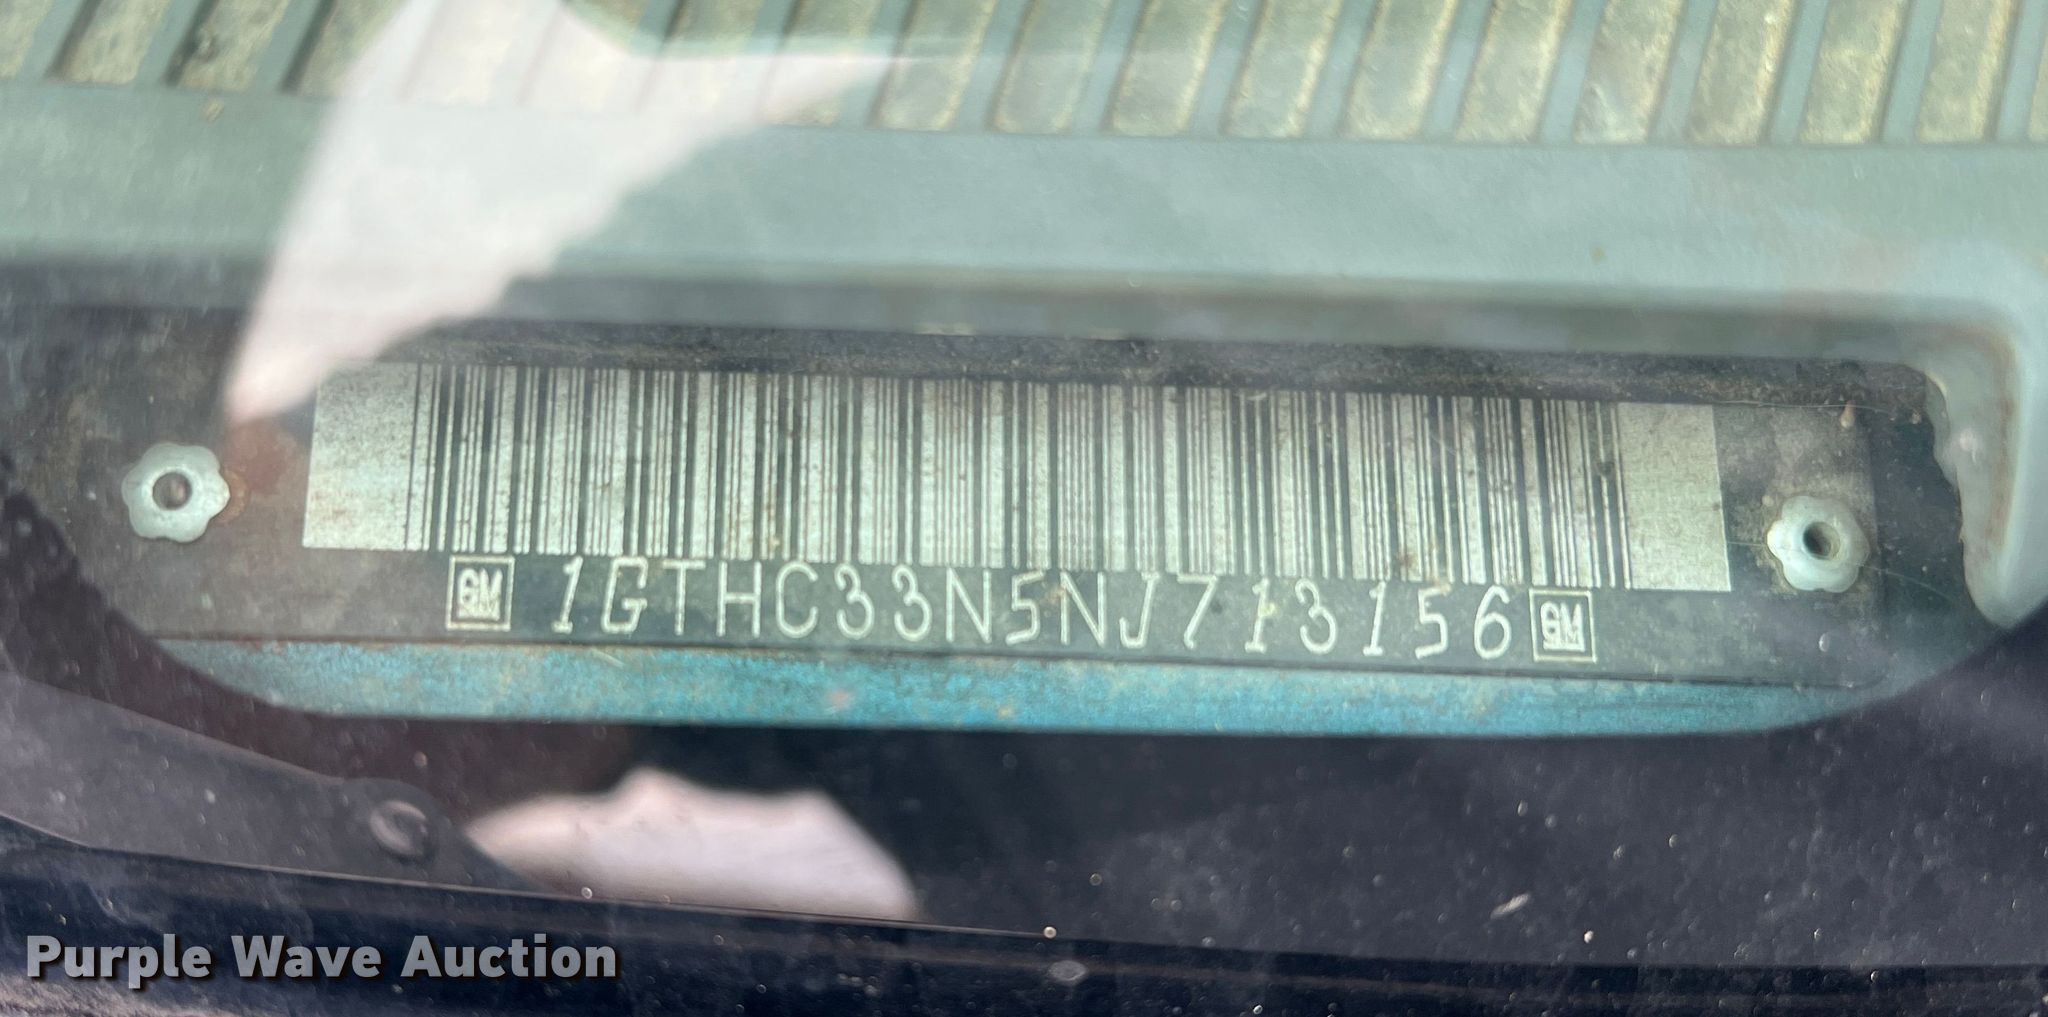 GM 1GTHC33N5NJ713156 GM
Purple Wave Auction